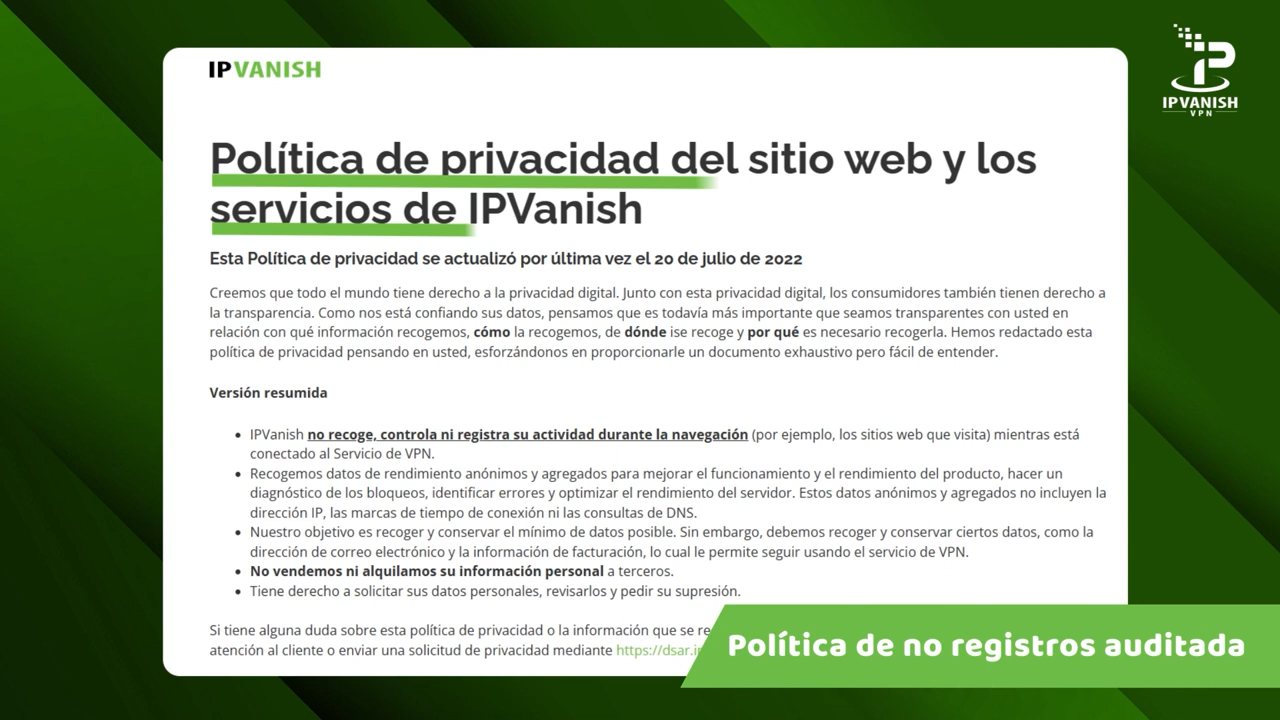 IPVANISH
IPVANISH
VPN
Política de privacidad del sitio web y los
servicios de IPVanish
Esta Política de privacidad se actualizó por última vez el 20 de julio de 2022
Creemos que todo el mundo tiene derecho a la privacidad digital. Junto con esta privacidad digital, los consumidores también tienen derecho a
la transparencia. Como nos está confiando sus datos, pensamos que es todavía más importante que seamos transparentes con usted en
relación con qué información recogemos, cómo la recogemos, de dónde ise recoge y por qué es necesario recogerla. Hemos redactado esta
política de privacidad pensando en usted, esforzándonos en proporcionarle un documento exhaustivo pero fácil de entender.
Versión resumida
• IPVanish no recoge, controla ni registra su actividad durante la navegación (por ejemplo, los sitios web que visita) mientras está
conectado al Servicio de VPN.
• Recogemos datos de rendimiento anónimos y agregados para mejorar el funcionamiento y el rendimiento del producto, hacer un
diagnóstico de los bloqueos, identificar errores y optimizar el rendimiento del servidor. Estos datos anónimos y agregados no incluyen la
dirección IP, las marcas de tiempo de conexión ni las consultas de DNS.
• Nuestro objetivo es recoger y conservar el mínimo de datos posible. Sin embargo, debemos recoger y conservar ciertos datos, como la
dirección de correo electrónico y la información de facturación, lo cual le permite seguir usando el servicio de VPN.
• No vendemos ni alquilamos su información personal a terceros.
• Tiene derecho a solicitar sus datos personales, revisarlos y pedir su supresión.
Si tiene alguna duda sobre esta política de privacidad o la información que se re
atención al cliente o enviar una solicitud de privacidad mediante https://dsar.i
Política de no registros auditada